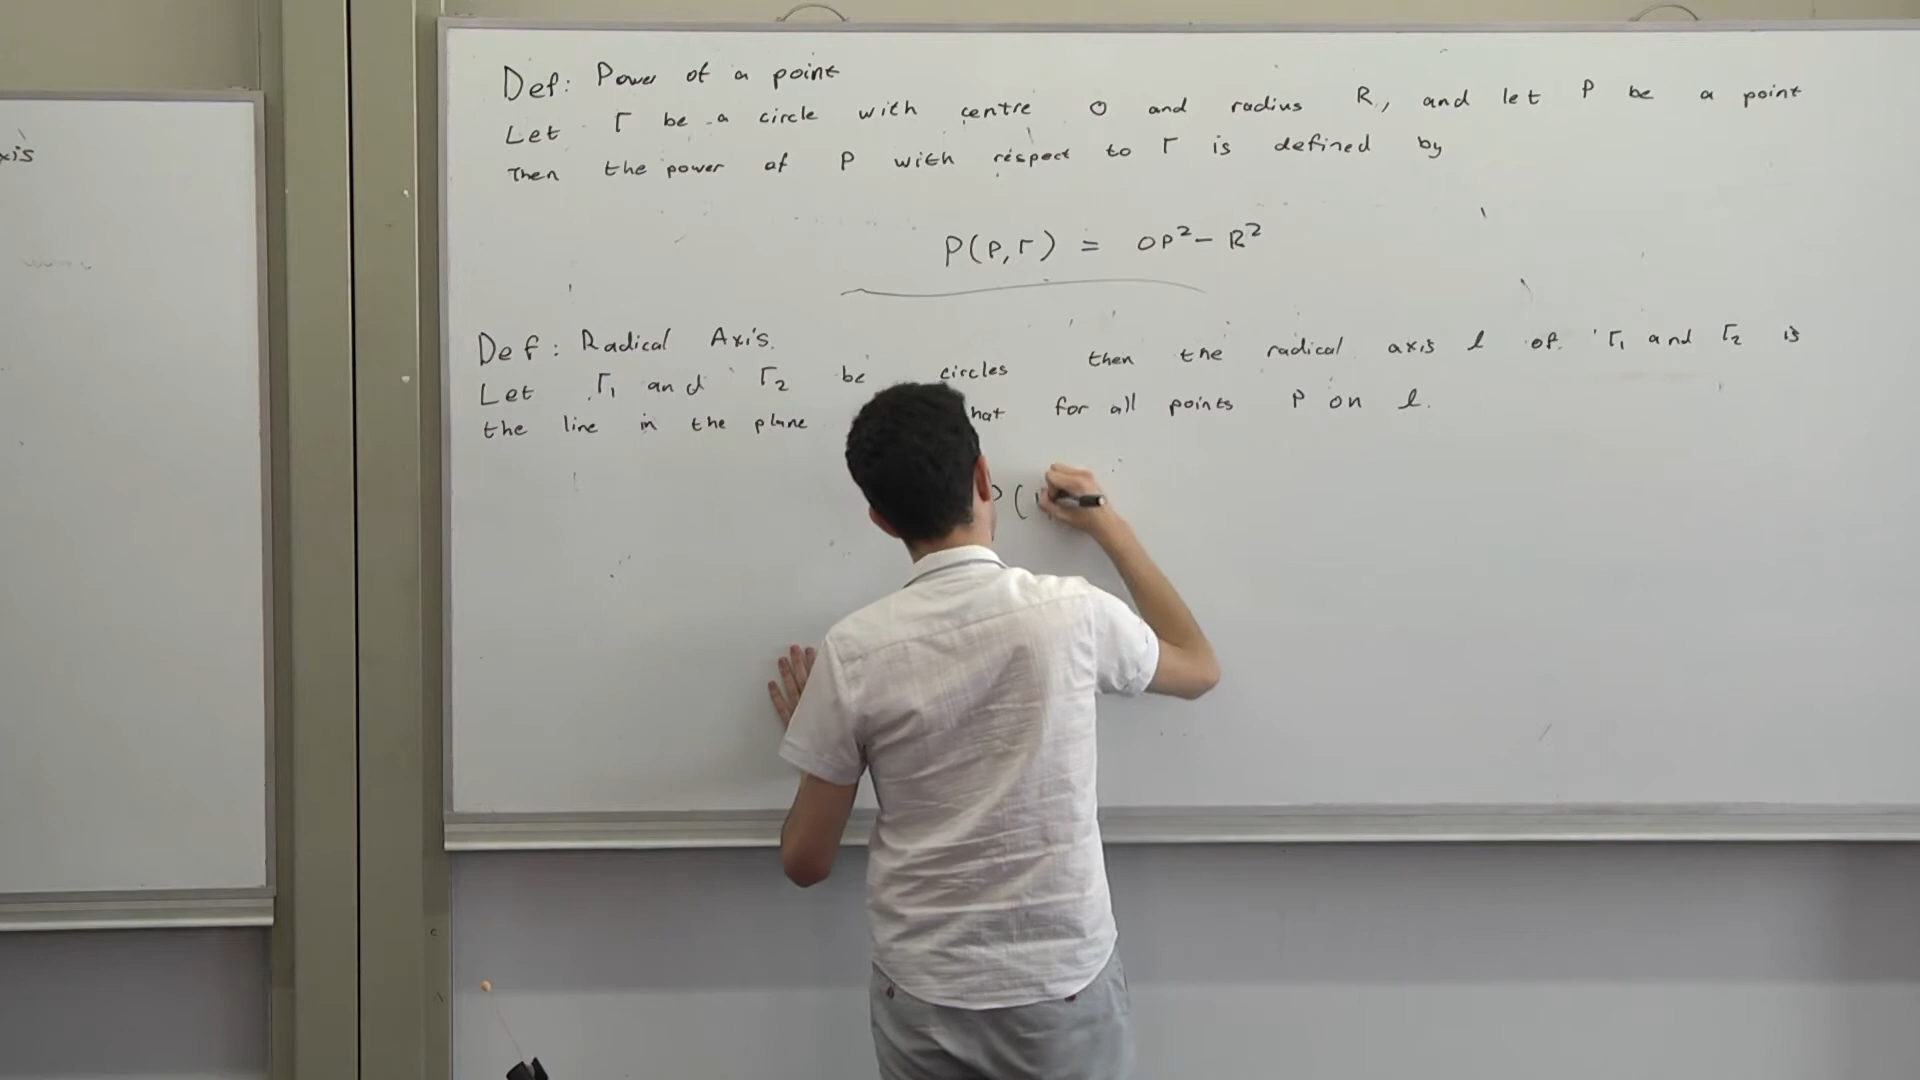 xis
Def: Power of a point
Let Γ be a circle with centre O and radius R, and let P be a point
Then the power of P with respect to Γ is defined by
P(P,Γ) = OP² - R²
Def: Radical Axis.
Let Γ₁ and Γ₂ be circles then the radical axis l of Γ₁ and Γ₂ is
the line in the plane hat for all points P on l.
P(